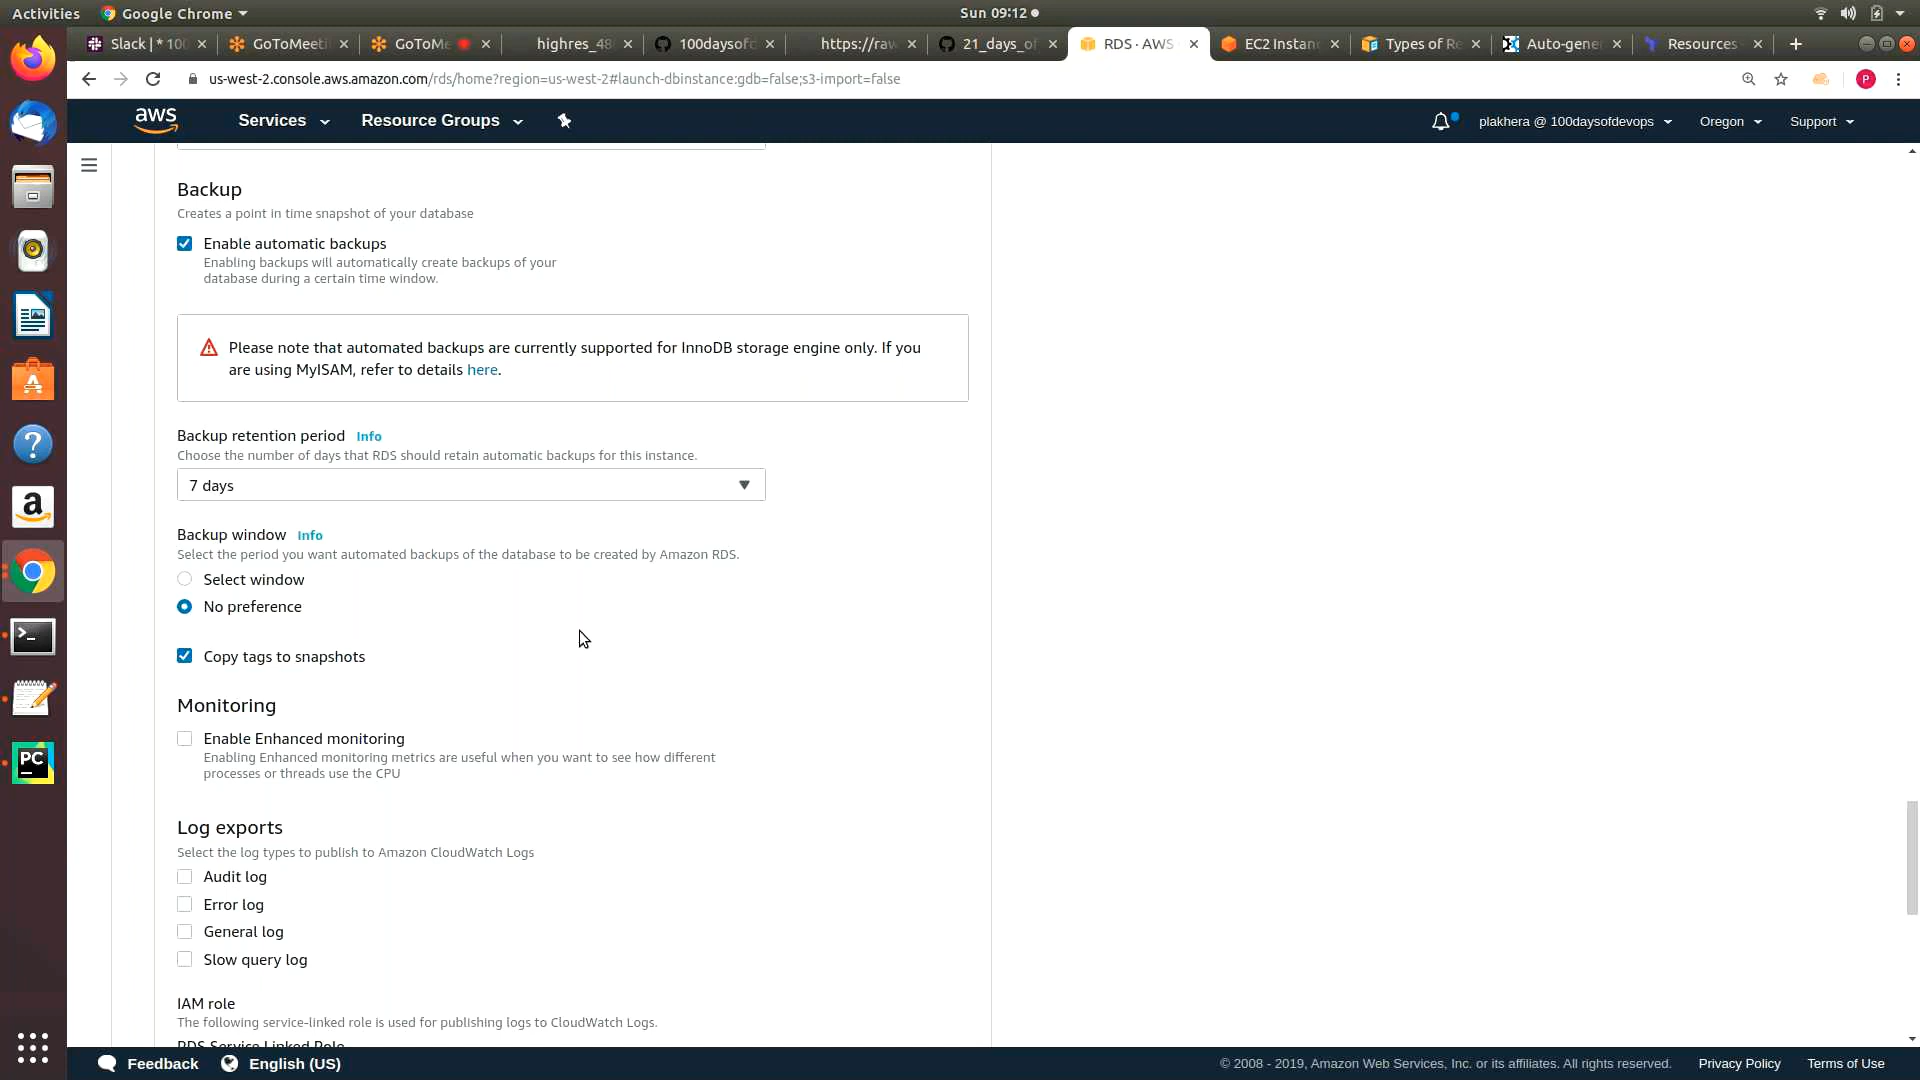 Activities
Google Chrome
Sun 09:12
Slack | * 100
GoToMeeti
GoToMe
highres_48
100daysofd
https://raw
21_days_of
RDS · AWS
EC2 Instan
Types of Re
Auto-gener
Resources
us-west-2.console.aws.amazon.com/rds/home?region=us-west-2#launch-dbinstance:gdb=false;s3-import=false
P
aws
Services
Resource Groups
plakhera @ 100daysofdevops
Oregon
Support
Backup
Creates a point in time snapshot of your database
Enable automatic backups
Enabling backups will automatically create backups of your
database during a certain time window.
Please note that automated backups are currently supported for InnoDB storage engine only. If you
are using MyISAM, refer to details here.
Backup retention period Info
Choose the number of days that RDS should retain automatic backups for this instance.
7 days
Backup window Info
Select the period you want automated backups of the database to be created by Amazon RDS.
Select window
No preference
Copy tags to snapshots
Monitoring
Enable Enhanced monitoring
Enabling Enhanced monitoring metrics are useful when you want to see how different
processes or threads use the CPU
Log exports
Select the log types to publish to Amazon CloudWatch Logs
Audit log
Error log
General log
Slow query log
IAM role
The following service-linked role is used for publishing logs to CloudWatch Logs.
RDS Service Linked Role
Feedback
English (US)
© 2008 - 2019, Amazon Web Services, Inc. or its affiliates. All rights reserved.
Privacy Policy
Terms of Use
PC